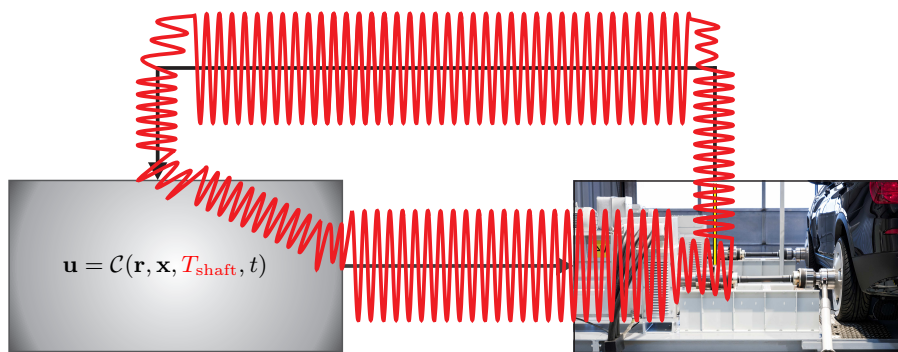 𝐮 = 𝒞(𝐫, 𝐱, T_shaft, t)